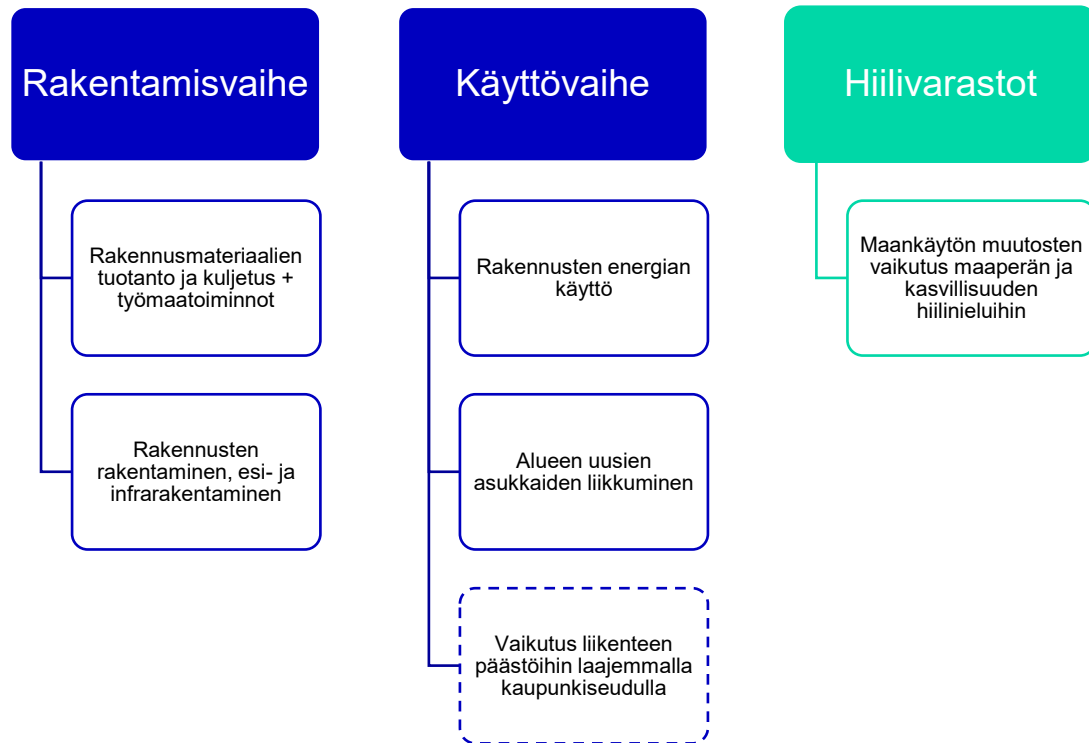 Rakentamisvaihe
Rakennusmateriaalien
tuotanto ja kuljetus +
työmaatoiminnot
Rakennusten
rakentaminen, esi- ja
infrarakentaminen
Käyttövaihe
Rakennusten energian
käyttö
Alueen uusien
asukkaiden liikkuminen
Vaikutus liikenteen
päästöihin laajemmalla
kaupunkiseudulla
Hiilivarastot
Maankäytön muutosten
vaikutus maaperän ja
kasvillisuuden
hiilinieluihin